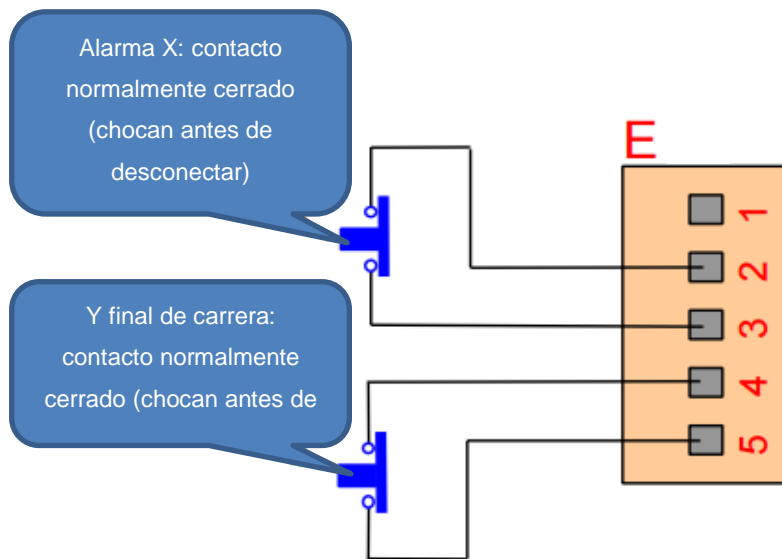 Alarma X: contacto
normalmente cerrado
(chocan antes de
desconectar)
E
1
2
3
Y final de carrera:
contacto normalmente
cerrado (chocan antes de
4
5